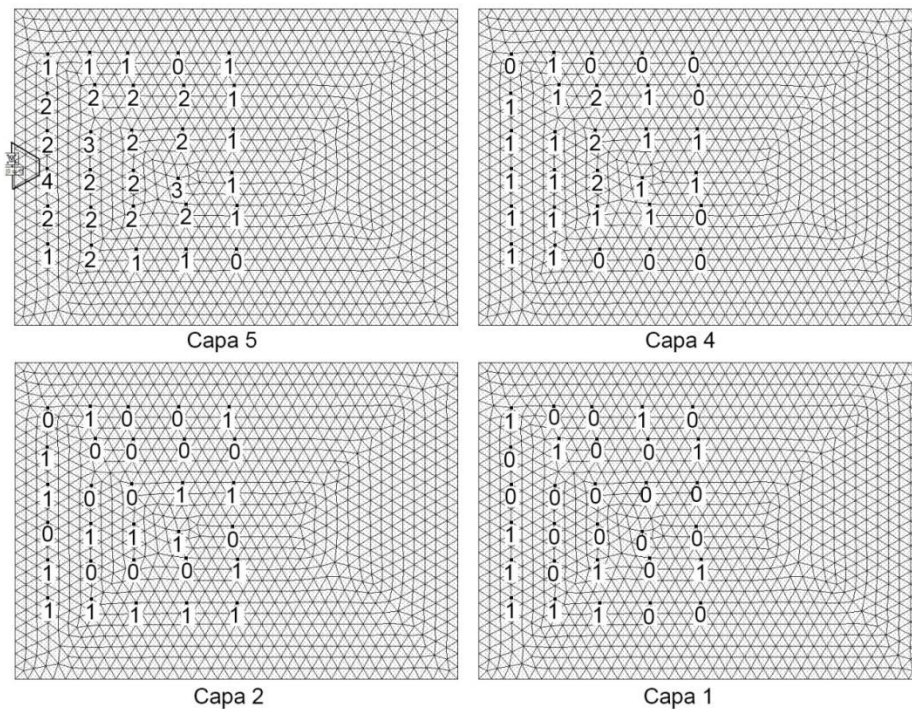 1 1 1 0 1
2 2 2 2 1
2 3 2 2 1
4 2 2 3 1
2 2 2 2 1
1 2 1 1 0
Capa 5
0 1 0 0 0
1 1 2 1 0
1 1 2 1 1
1 1 2 1 1
1 1 1 1 0
1 1 0 0 0
Capa 4
0 1 0 0 1
1 0 0 0 0
1 0 0 1 1
0 1 1 1 0
1 0 0 0 1
1 1 1 1 1
Capa 2
1 0 0 1 0
0 1 0 0 1
0 0 0 0 0
1 0 0 0 0
1 0 1 0 1
1 1 1 0 0
Capa 1